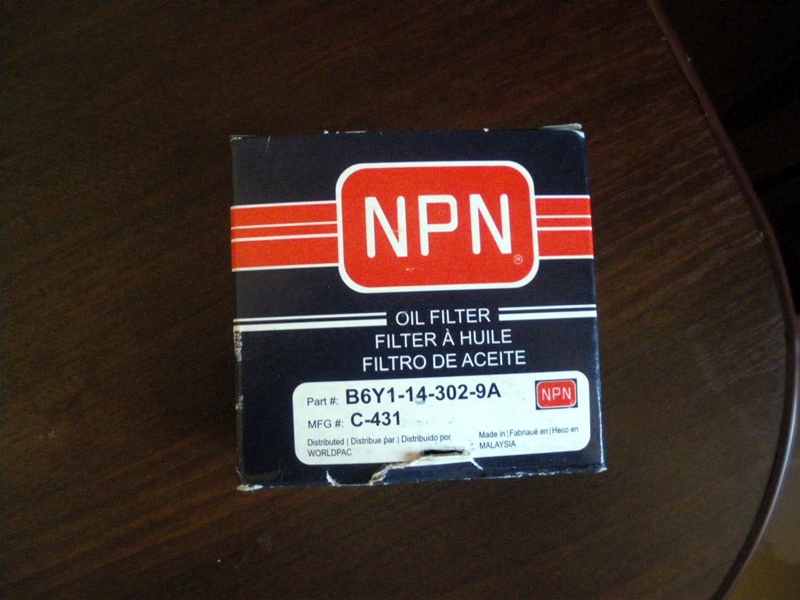 NPN®
OIL FILTER
FILTER À HUILE
FILTRO DE ACEITE
Part #: B6Y1-14-302-9A
NPN
MFG #: C-431
Distributed | Distribue par | Distribuido por
WORLDPAC
Made in | Fabriaué en | Heco en
MALAYSIA